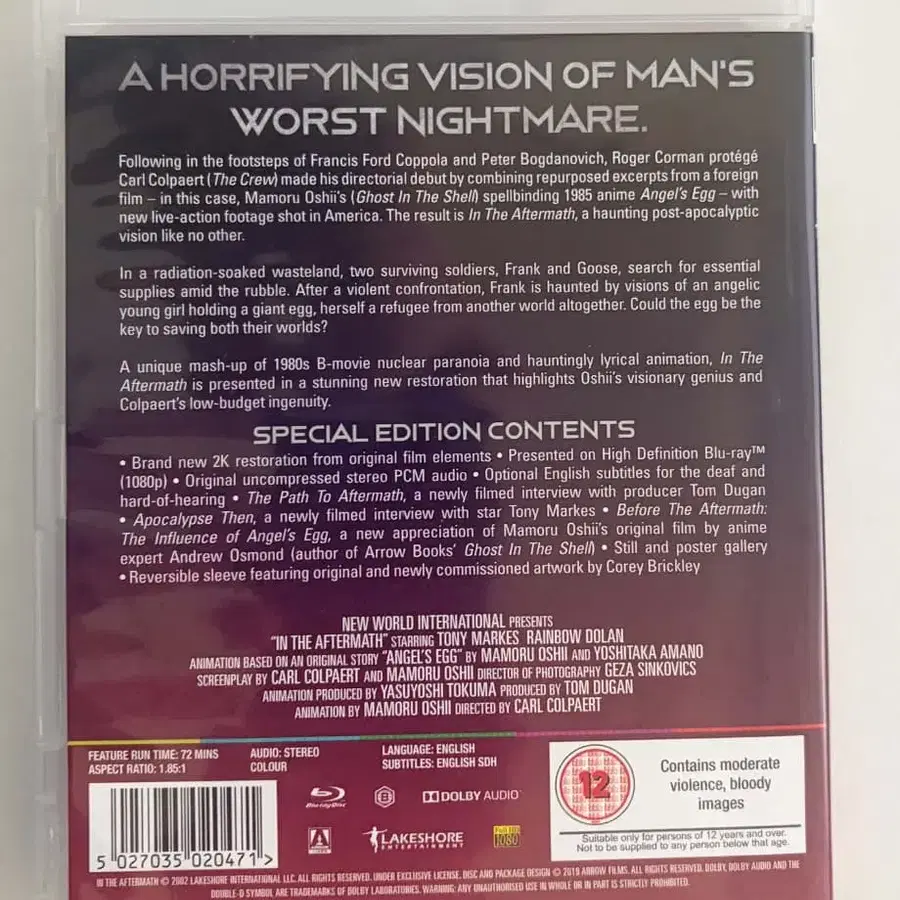 A HORRIFYING VISION OF MAN'S
WORST NIGHTMARE.
Following in the footsteps of Francis Ford Coppola and Peter Bogdanovich, Roger Corman protégé
Carl Colpaert (The Crew) made his directorial debut by combining repurposed excerpts from a foreign
film – in this case, Mamoru Oshii's (Ghost In The Shell) spellbinding 1985 anime Angel's Egg – with
new live-action footage shot in America. The result is In The Aftermath, a haunting post-apocalyptic
vision like no other.
In a radiation-soaked wasteland, two surviving soldiers, Frank and Goose, search for essential
supplies amid the rubble. After a violent confrontation, Frank is haunted by visions of an angelic
young girl holding a giant egg, herself a refugee from another world altogether. Could the egg be the
key to saving both their worlds?
A unique mash-up of 1980s B-movie nuclear paranoia and hauntingly lyrical animation, In The
Aftermath is presented in a stunning new restoration that highlights Oshii's visionary genius and
Colpaert's low-budget ingenuity.
SPECIAL EDITION CONTENTS
• Brand new 2K restoration from original film elements • Presented on High Definition Blu-ray™
(1080p) • Original uncompressed stereo PCM audio • Optional English subtitles for the deaf and
hard-of-hearing • The Path To Aftermath, a newly filmed interview with producer Tom Dugan
• Apocalypse Then, a newly filmed interview with star Tony Markes • Before The Aftermath:
The Influence of Angel's Egg, a new appreciation of Mamoru Oshii's original film by anime
expert Andrew Osmond (author of Arrow Books' Ghost In The Shell) • Still and poster gallery
• Reversible sleeve featuring original and newly commissioned artwork by Corey Brickley
NEW WORLD INTERNATIONAL PRESENTS
"IN THE AFTERMATH" STARRING TONY MARKES RAINBOW DOLAN
ANIMATION BASED ON AN ORIGINAL STORY "ANGEL'S EGG" BY MAMORU OSHII AND YOSHITAKA AMANO
SCREENPLAY BY CARL COLPAERT AND MAMORU OSHII DIRECTOR OF PHOTOGRAPHY GEZA SINKOVICS
ANIMATION PRODUCED BY YASUYOSHI TOKUMA PRODUCED BY TOM DUGAN
ANIMATION BY MAMORU OSHII DIRECTED BY CARL COLPAERT
FEATURE RUN TIME: 72 MINS
ASPECT RATIO: 1.85:1
AUDIO: STEREO
COLOUR
LANGUAGE: ENGLISH
SUBTITLES: ENGLISH SDH
12
Contains moderate
violence, bloody
images
Suitable only for persons of 12 years and over.
Not to be supplied to any person below that age.
Blu-ray Disc
B
DOLBY AUDIO
ARROW
LAKESHORE
ENTERTAINMENT
Full HD
1080
5 027035 020471 >
IN THE AFTERMATH © 2002 LAKESHORE INTERNATIONAL LLC. ALL RIGHTS RESERVED. UNDER EXCLUSIVE LICENSE. DISC AND PACKAGE DESIGN © 2019 ARROW FILMS. ALL RIGHTS RESERVED. DOLBY, DOLBY AUDIO AND THE
DOUBLE-D SYMBOL ARE TRADEMARKS OF DOLBY LABORATORIES. WARNING: ANY UNAUTHORISED USE IN WHOLE OR IN PART IS STRICTLY PROHIBITED.